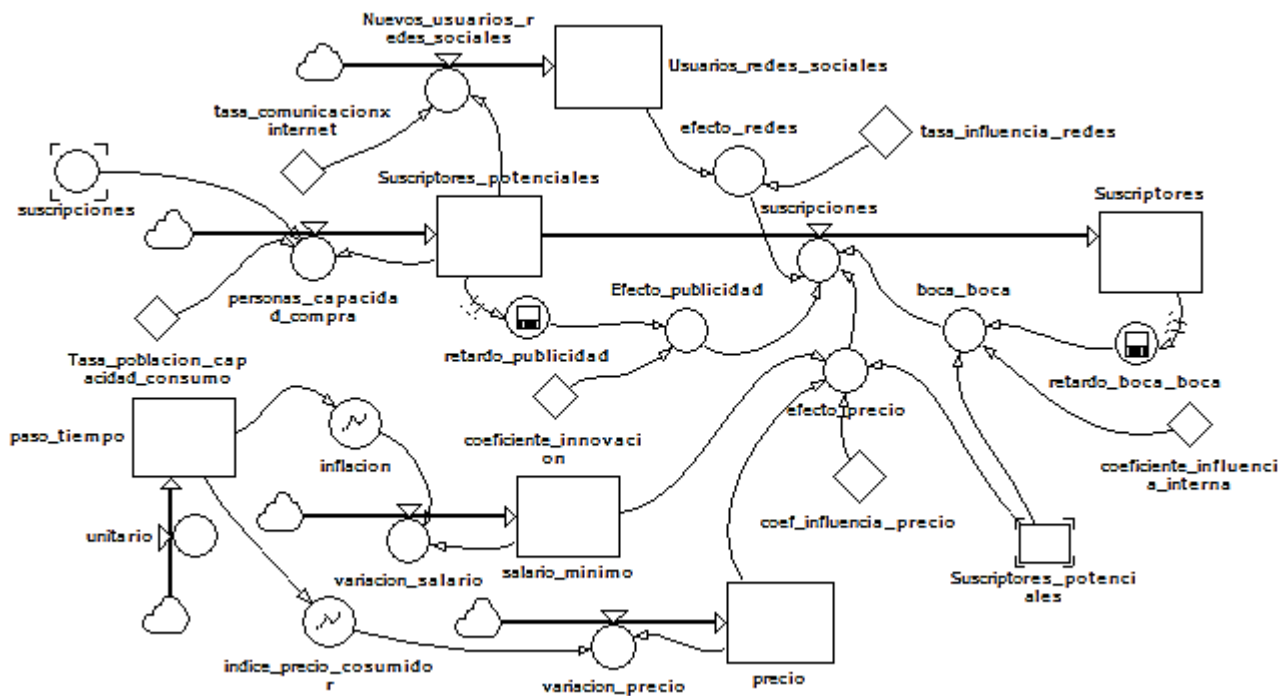 Nuevos_usuarios_r
edes_sociales
Usuarios_redes_sociales
tasa_comunicacionx
internet
efecto_redes
tasa_influencia_redes
suscripciones
Suscriptores_potenciales
suscripciones
Suscriptores
personas_capacida
d_compra
Efecto_publicidad
boca_boca
Tasa_poblacion_cap
acidad_consumo
retardo_publicidad
retardo_boca_boca
paso_tiempo
inflacion
coeficiente_innovac
on
efecto_precio
coeficiente_influenci
a_interna
unitario
variacion_salario
salario_minimo
coef_influencia_precio
Suscriptores_potenci
ales
indice_precio_cosumido
r
variacion_precio
precio